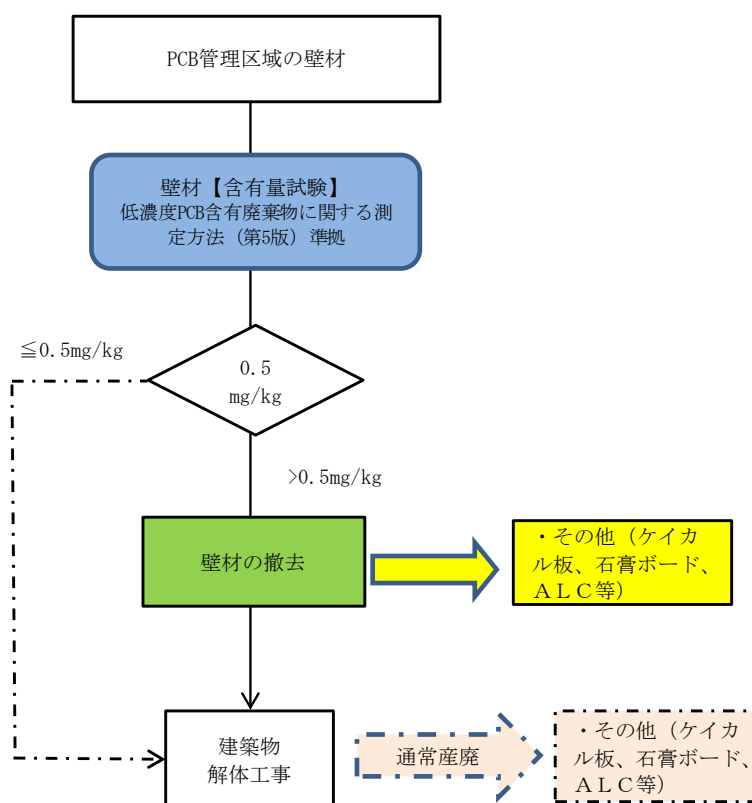 PCB管理区域の壁材
壁材【含有量試験】
低濃度PCB含有廃棄物に関する測
定方法（第5版）準拠
≦0.5mg/kg
0.5
mg/kg
>0.5mg/kg
壁材の撤去
・その他（ケイカ
ル板、石膏ボード、
ＡＬＣ等）
建築物
解体工事
通常産廃
・その他（ケイカ
ル板、石膏ボード、
ＡＬＣ等）